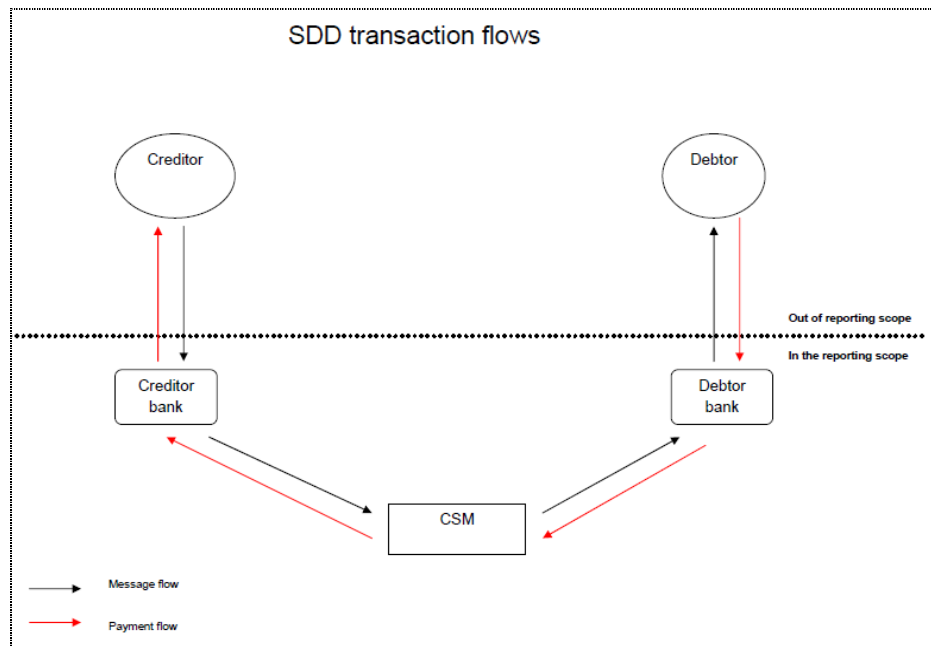 SDD transaction flows
Creditor
Debtor
Out of reporting scope
In the reporting scope
Creditor
bank
Debtor
bank
CSM
Message flow
Payment flow